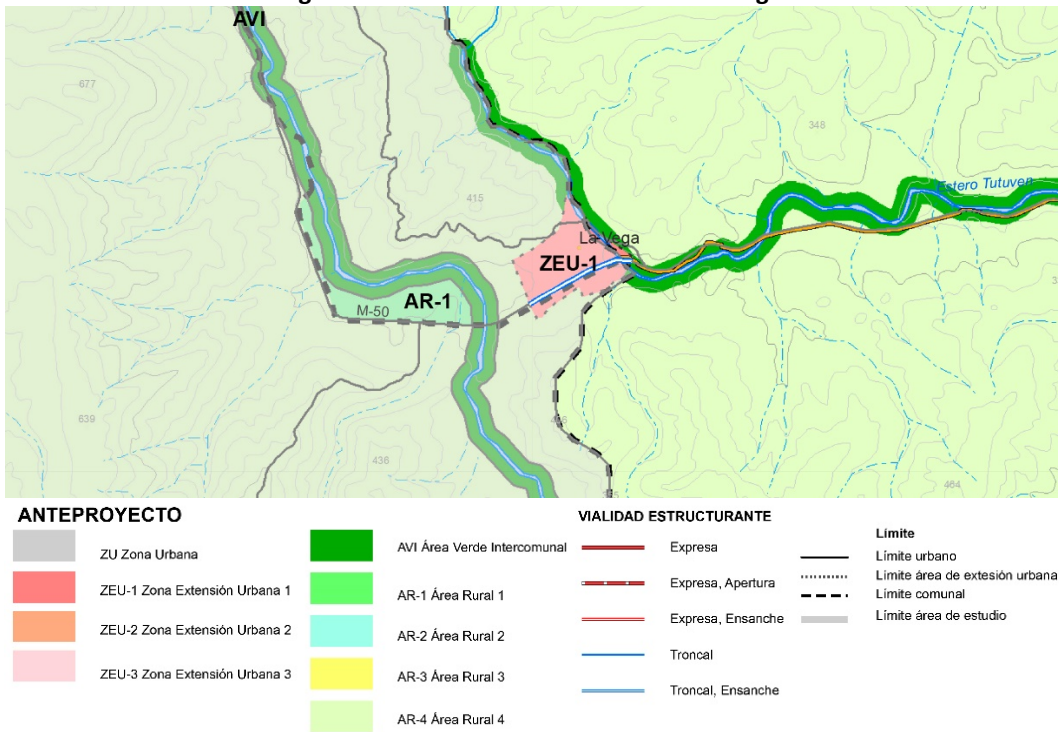 AVI
677
348
415
Estero Tutuven
La Vega
ZEU-1
AR-1
M-50
639
436
464
ANTEPROYECTO
ZU Zona Urbana
ZEU-1 Zona Extensión Urbana 1
ZEU-2 Zona Extensión Urbana 2
ZEU-3 Zona Extensión Urbana 3
AVI Área Verde Intercomunal
AR-1 Área Rural 1
AR-2 Área Rural 2
AR-3 Área Rural 3
AR-4 Área Rural 4
VIALIDAD ESTRUCTURANTE
Expresa
Expresa, Apertura
Expresa, Ensanche
Troncal
Troncal, Ensanche
Límite
Límite urbano
Limite área de extesión urbana
Límite comunal
Límite área de estudio